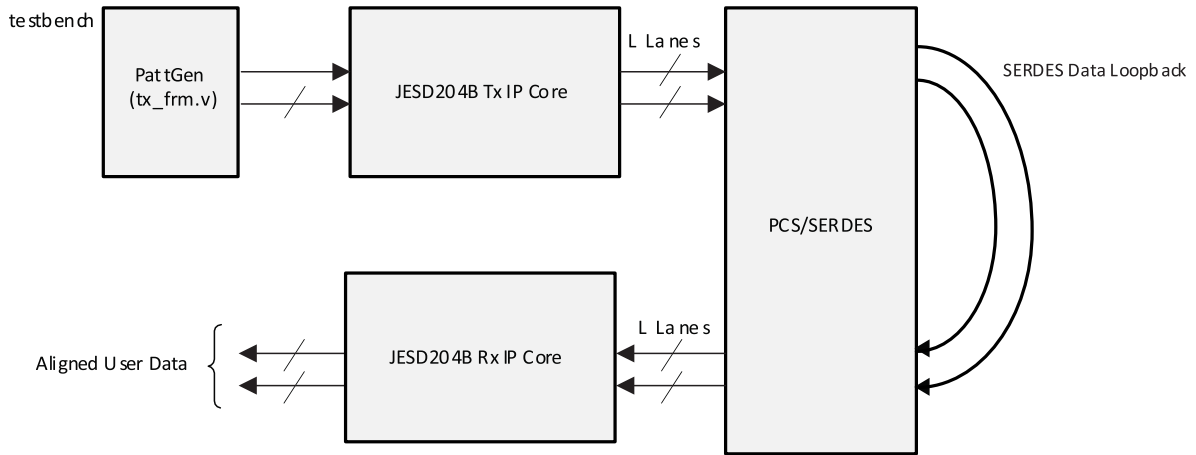 testbench
PattGen
(tx_frm.v)
JESD204B Tx IP Core
L Lanes
SERDES Data Loopback
PCS/SERDES
Aligned User Data
JESD204B Rx IP Core
L Lanes